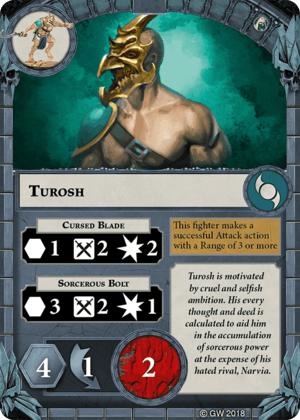 TUROSH
CURSED BLADE
1 2 2
This fighter makes a
successful Attack action
with a Range of 3 or more
SORCEROUS BOLT
3 2 1
Turosh is motivated
by cruel and selfish
ambition. His every
thought and deed is
calculated to aid him
in the accumulation
of sorcerous power
at the expense of his
hated rival, Narvia.
4 1 2
© GW 2018